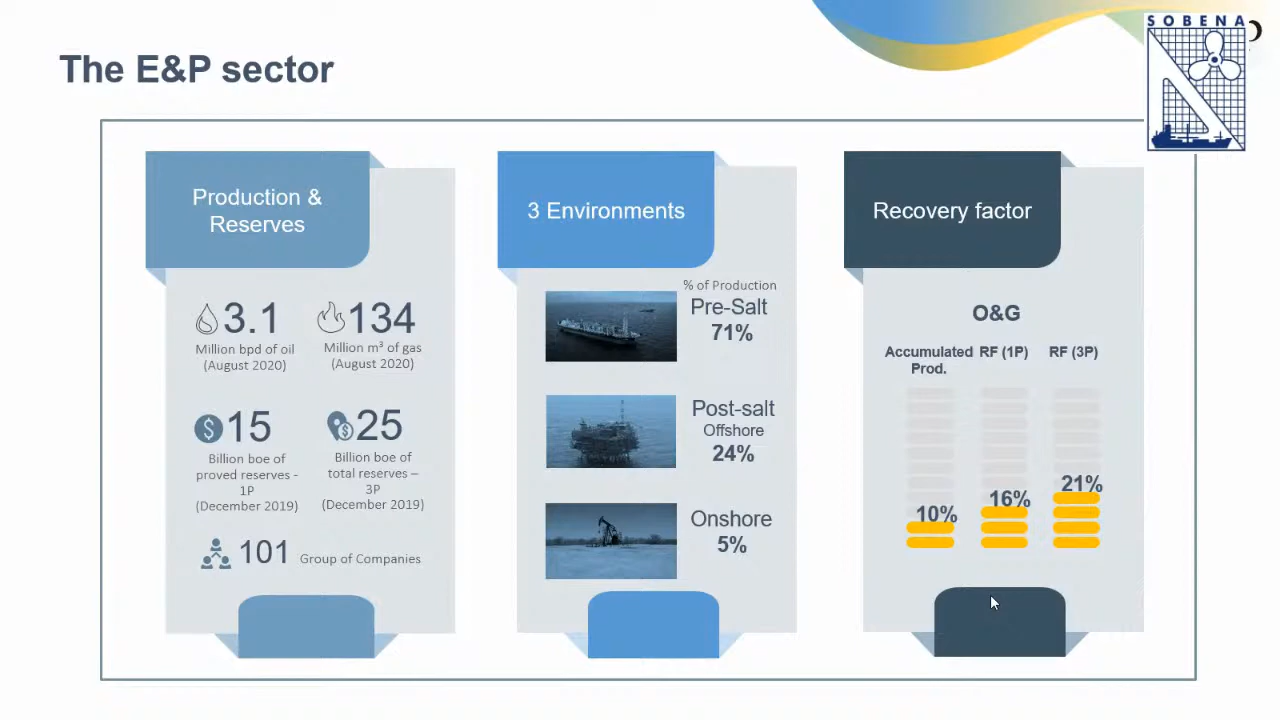 SOBENA
The E&P sector
Production &
Reserves
3.1
Million bpd of oil
(August 2020)
134
Million m³ of gas
(August 2020)
$ 15
Billion boe of
proved reserves -
1P
(December 2019)
$ 25
Billion boe of
total reserves –
3P
(December 2019)
101 Group of Companies
3 Environments
% of Production
Pre-Salt
71%
Post-salt
Offshore
24%
Onshore
5%
Recovery factor
O&G
Accumulated
Prod.
RF (1P)
RF (3P)
10%
16%
21%